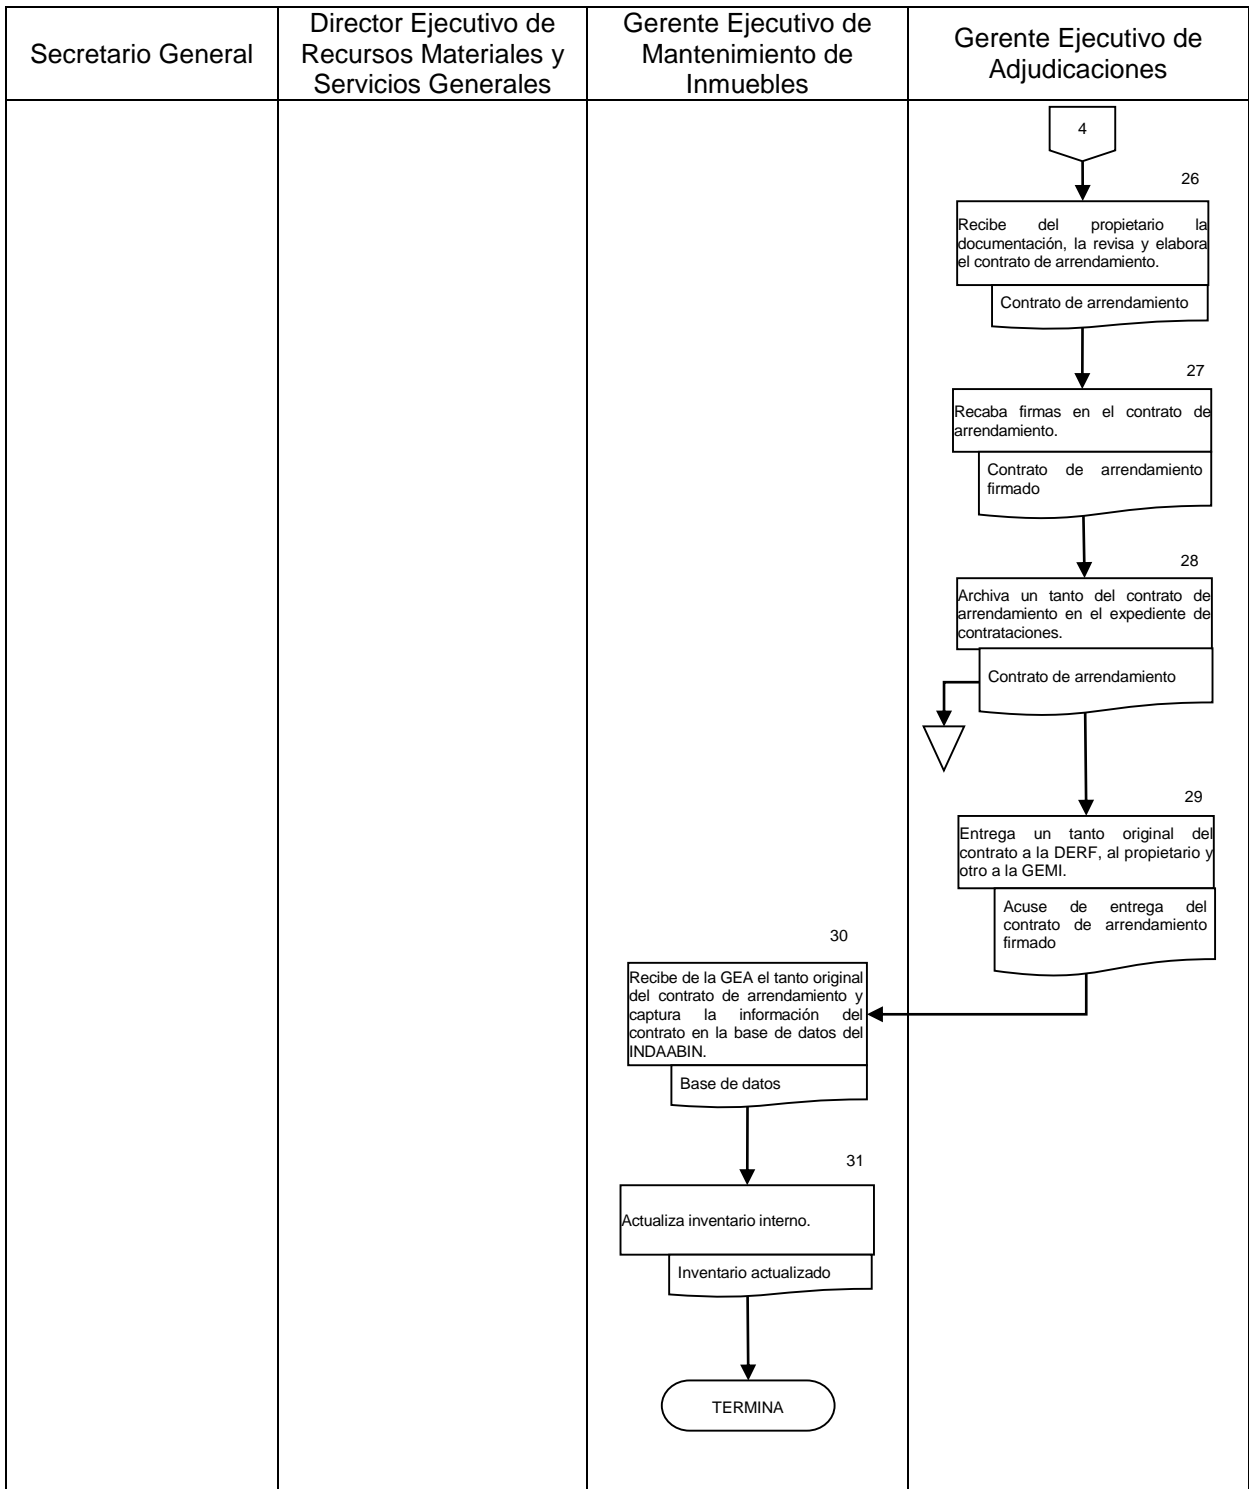 Secretario General
Director Ejecutivo de
Recursos Materiales y
Servicios Generales
Gerente Ejecutivo de
Mantenimiento de
Inmuebles
Gerente Ejecutivo de
Adjudicaciones
4
26
Recibe del propietario la
documentación, la revisa y elabora
el contrato de arrendamiento.
Contrato de arrendamiento
27
Recaba firmas en el contrato de
arrendamiento.
Contrato de arrendamiento
firmado
28
Archiva un tanto del contrato de
arrendamiento en el expediente de
contrataciones.
Contrato de arrendamiento
29
Entrega un tanto original del
contrato a la DERF, al propietario y
otro a la GEMI.
Acuse de entrega del
contrato de arrendamiento
firmado
30
Recibe de la GEA el tanto original
del contrato de arrendamiento y
captura la información del
contrato en la base de datos del
INDAABIN.
Base de datos
31
Actualiza inventario interno.
Inventario actualizado
TERMINA